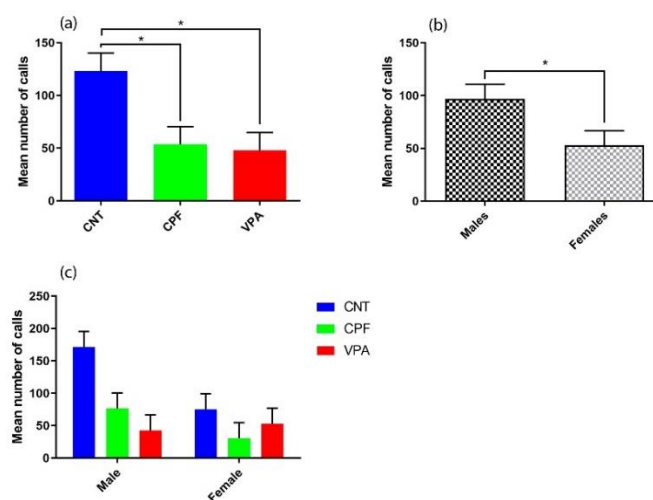 (a)
*
*
Mean number of calls
150
100
50
0
CNT
CPF
VPA
(b)
*
Mean number of calls
150
100
50
0
Males
Females
(c)
Mean number of calls
250
200
150
100
50
0
Male
Female
CNT
CPF
VPA